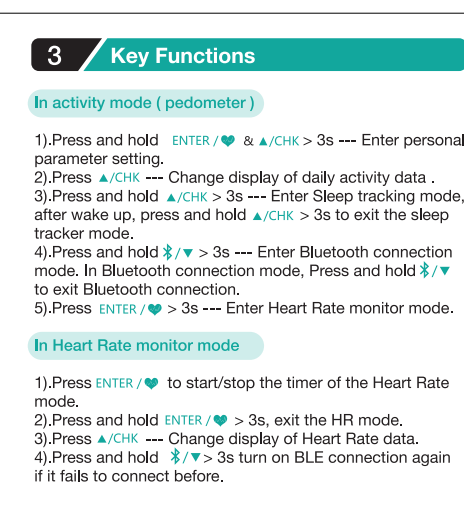 3 Key Functions
In activity mode ( pedometer )
1).Press and hold ENTER /♥ & ▲/CHK > 3s --- Enter personal
parameter setting.
2).Press ▲/CHK --- Change display of daily activity data .
3).Press and hold ▲/CHK > 3s --- Enter Sleep tracking mode,
after wake up, press and hold ▲/CHK > 3s to exit the sleep
tracker mode.
4).Press and hold /▼ > 3s --- Enter Bluetooth connection
mode. In Bluetooth connection mode, Press and hold /▼
to exit Bluetooth connection.
5).Press ENTER /♥ > 3s --- Enter Heart Rate monitor mode.
In Heart Rate monitor mode
1).Press ENTER /♥ to start/stop the timer of the Heart Rate
mode.
2).Press and hold ENTER /♥ > 3s, exit the HR mode.
3).Press ▲/CHK --- Change display of Heart Rate data.
4).Press and hold /▼> 3s turn on BLE connection again
if it fails to connect before.